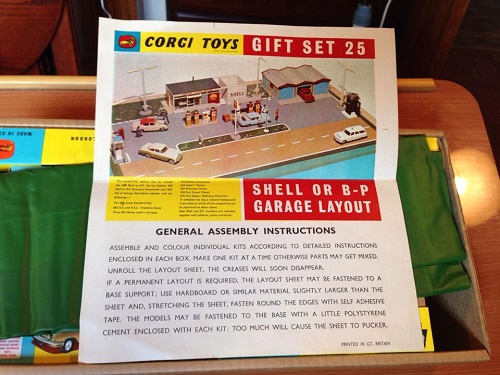 CORGI TOYS GIFT SET 25
SHELL
SHELL OR B-P
GARAGE LAYOUT
GENERAL ASSEMBLY INSTRUCTIONS
ASSEMBLE AND COLOUR INDIVIDUAL KITS ACCORDING TO DETAILED INSTRUCTIONS
ENCLOSED IN EACH BOX. MAKE ONE KIT AT A TIME OTHERWISE PARTS MAY GET MIXED.
UNROLL THE LAYOUT SHEET, THE CREASES WILL SOON DISAPPEAR.
IF A PERMANENT LAYOUT IS REQUIRED, THE LAYOUT SHEET MAY BE FASTENED TO A
BASE SUPPORT; USE HARDBOARD OR SIMILAR MATERIAL SLIGHTLY LARGER THAN THE
SHEET AND, STRETCHING THE SHEET, FASTEN ROUND THE EDGES WITH SELF ADHESIVE
TAPE. THE MODELS MAY BE FASTENED TO THE BASE WITH A LITTLE POLYSTYRENE
CEMENT ENCLOSED WITH EACH KIT: TOO MUCH WILL CAUSE THE SHEET TO PUCKER.
PRINTED IN GT. BRITAIN
LONDON
MADE IN